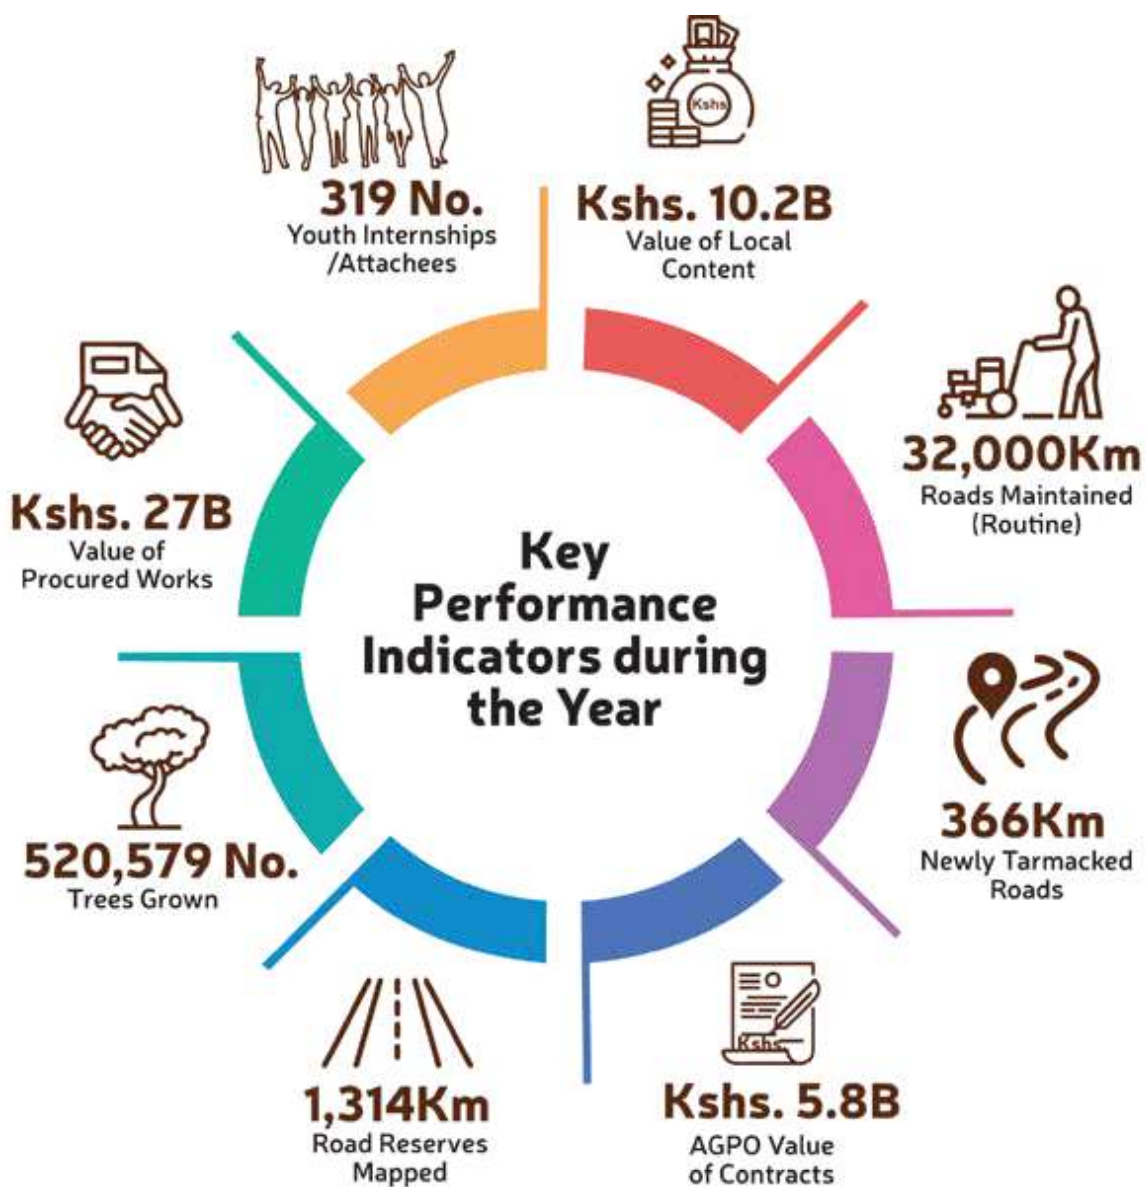 Key
Performance
Indicators during
the Year
Kshs
Kshs. 10.2B
Value of Local
Content
32,000Km
Roads Maintained
(Routine)
366Km
Newly Tarmacked
Roads
Kshs.
Kshs. 5.8B
AGPO Value
of Contracts
1,314Km
Road Reserves
Mapped
520,579 No.
Trees Grown
Kshs. 27B
Value of
Procured Works
319 No.
Youth Internships
/Attachees